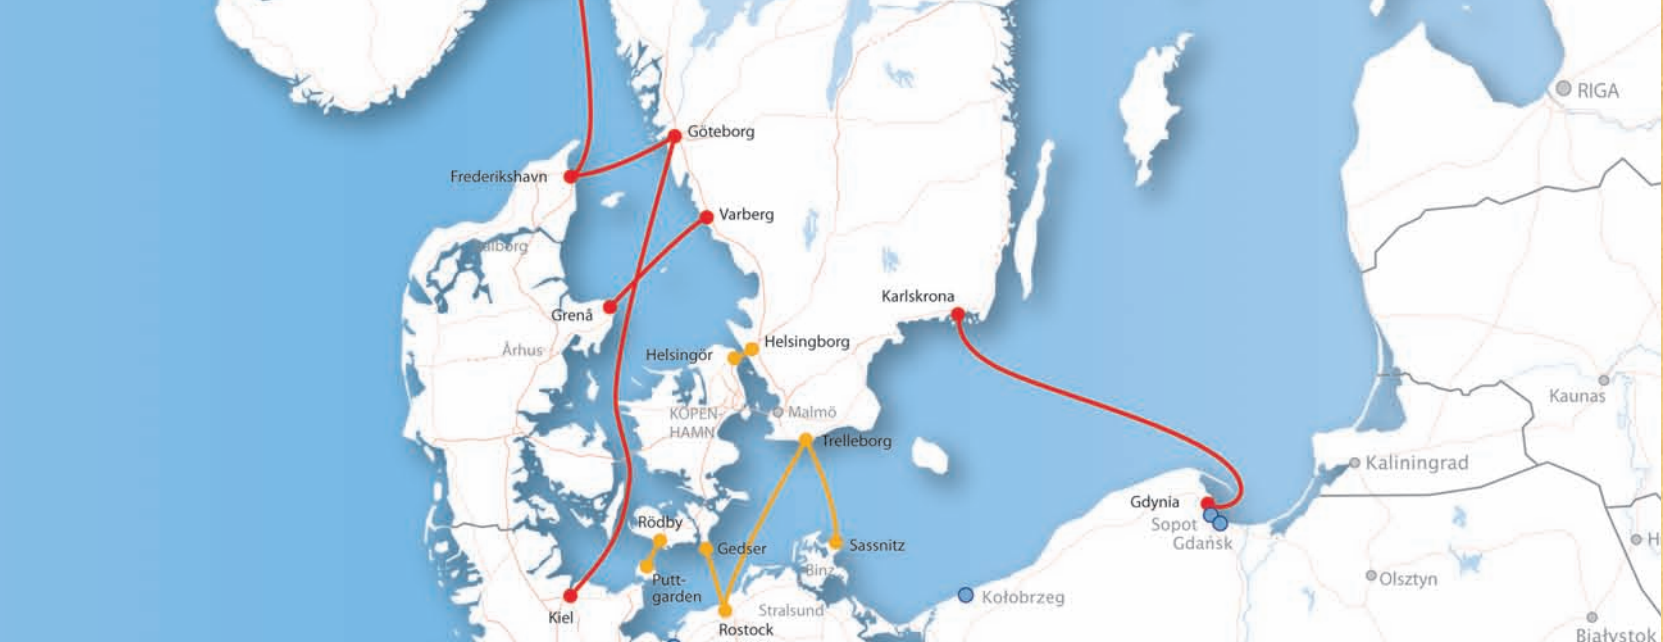 RIGA
Göteborg
Frederikshavn
Varberg
Karlskrona
Grenå
Helsingborg
Århus
Helsingör
Kaunas
KÖPEN-
HAMN
Malmö
Trelleborg
Kaliningrad
Gdynia
Rödby
Sopot
Gdańsk
Gedser
Sassnitz
Binz
Putt-
garden
Olsztyn
Kołobrzeg
Stralsund
Kiel
Rostock
Białystok